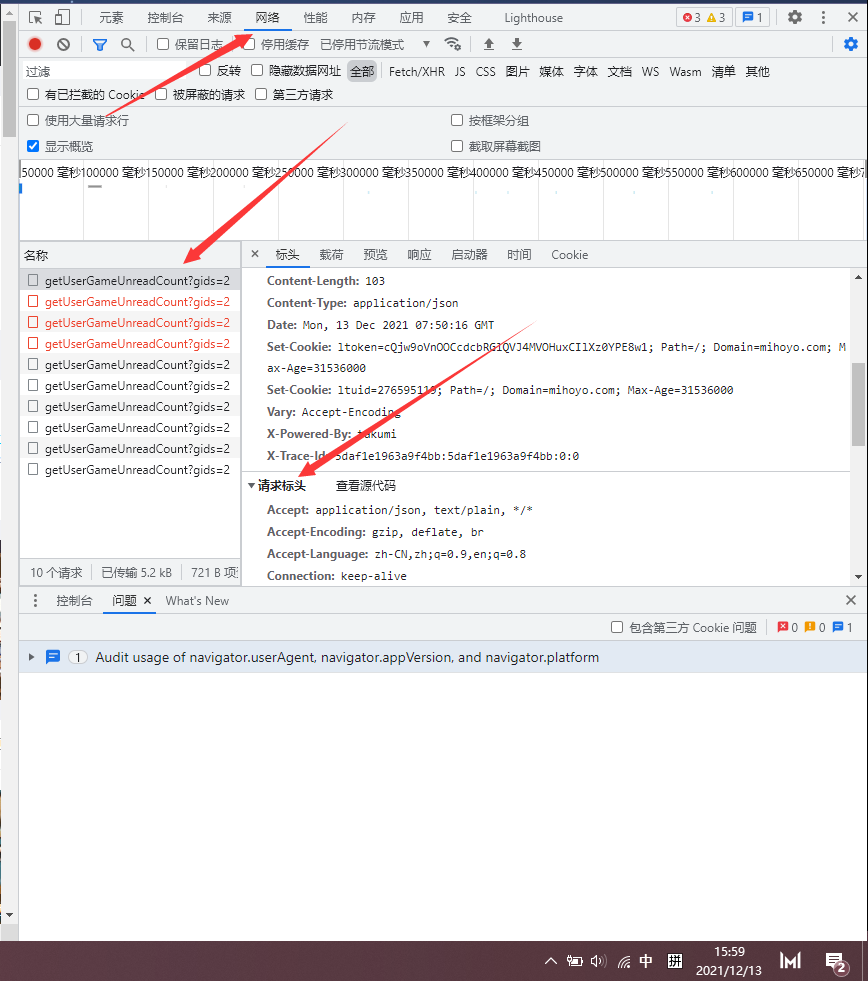 元素 控制台 来源 网络 性能 内存 应用 安全 Lighthouse 3 3 1
保留日志 停用缓存 已停用节流模式
过滤 反转 隐藏数据网址 全部 Fetch/XHR JS CSS 图片 媒体 字体 文档 WS Wasm 清单 其他
有已拦截的 Cookie 被屏蔽的请求 第三方请求
使用大量请求行 按框架分组
显示概览 截取屏幕截图
50000 毫秒 100000 毫秒 150000 毫秒 200000 毫秒 250000 毫秒 300000 毫秒 350000 毫秒 400000 毫秒 450000 毫秒 500000 毫秒 550000 毫秒 600000 毫秒 650000 毫秒
名称 标头 载荷 预览 响应 启动器 时间 Cookie
getUserGameUnreadCount?gids=2
getUserGameUnreadCount?gids=2
getUserGameUnreadCount?gids=2
getUserGameUnreadCount?gids=2
getUserGameUnreadCount?gids=2
getUserGameUnreadCount?gids=2
getUserGameUnreadCount?gids=2
getUserGameUnreadCount?gids=2
getUserGameUnreadCount?gids=2
getUserGameUnreadCount?gids=2
10 个请求 已传输 5.2 kB 721 B 项
Content-Length: 103
Content-Type: application/json
Date: Mon, 13 Dec 2021 07:50:16 GMT
Set-Cookie: Path=/; Domain=mihoyo.com; M
ax-Age=31536000
Set-Cookie: Path=/; Domain=mihoyo.com; Max-Age=31536000
Vary: Accept-Encoding
X-Powered-By: takumi
X-Trace-Id: 5daf1e1963a9f4bb:5daf1e1963a9f4bb:0:0
请求标头 查看源代码
Accept: application/json, text/plain, */*
Accept-Encoding: gzip, deflate, br
Accept-Language: zh-CN,zh;q=0.9,en;q=0.8
Connection: keep-alive
控制台 问题 What's New
包含第三方 Cookie 问题 0 0 1
1 Audit usage of navigator.userAgent, navigator.appVersion, and navigator.platform
中 拼 15:59
2021/12/13 2